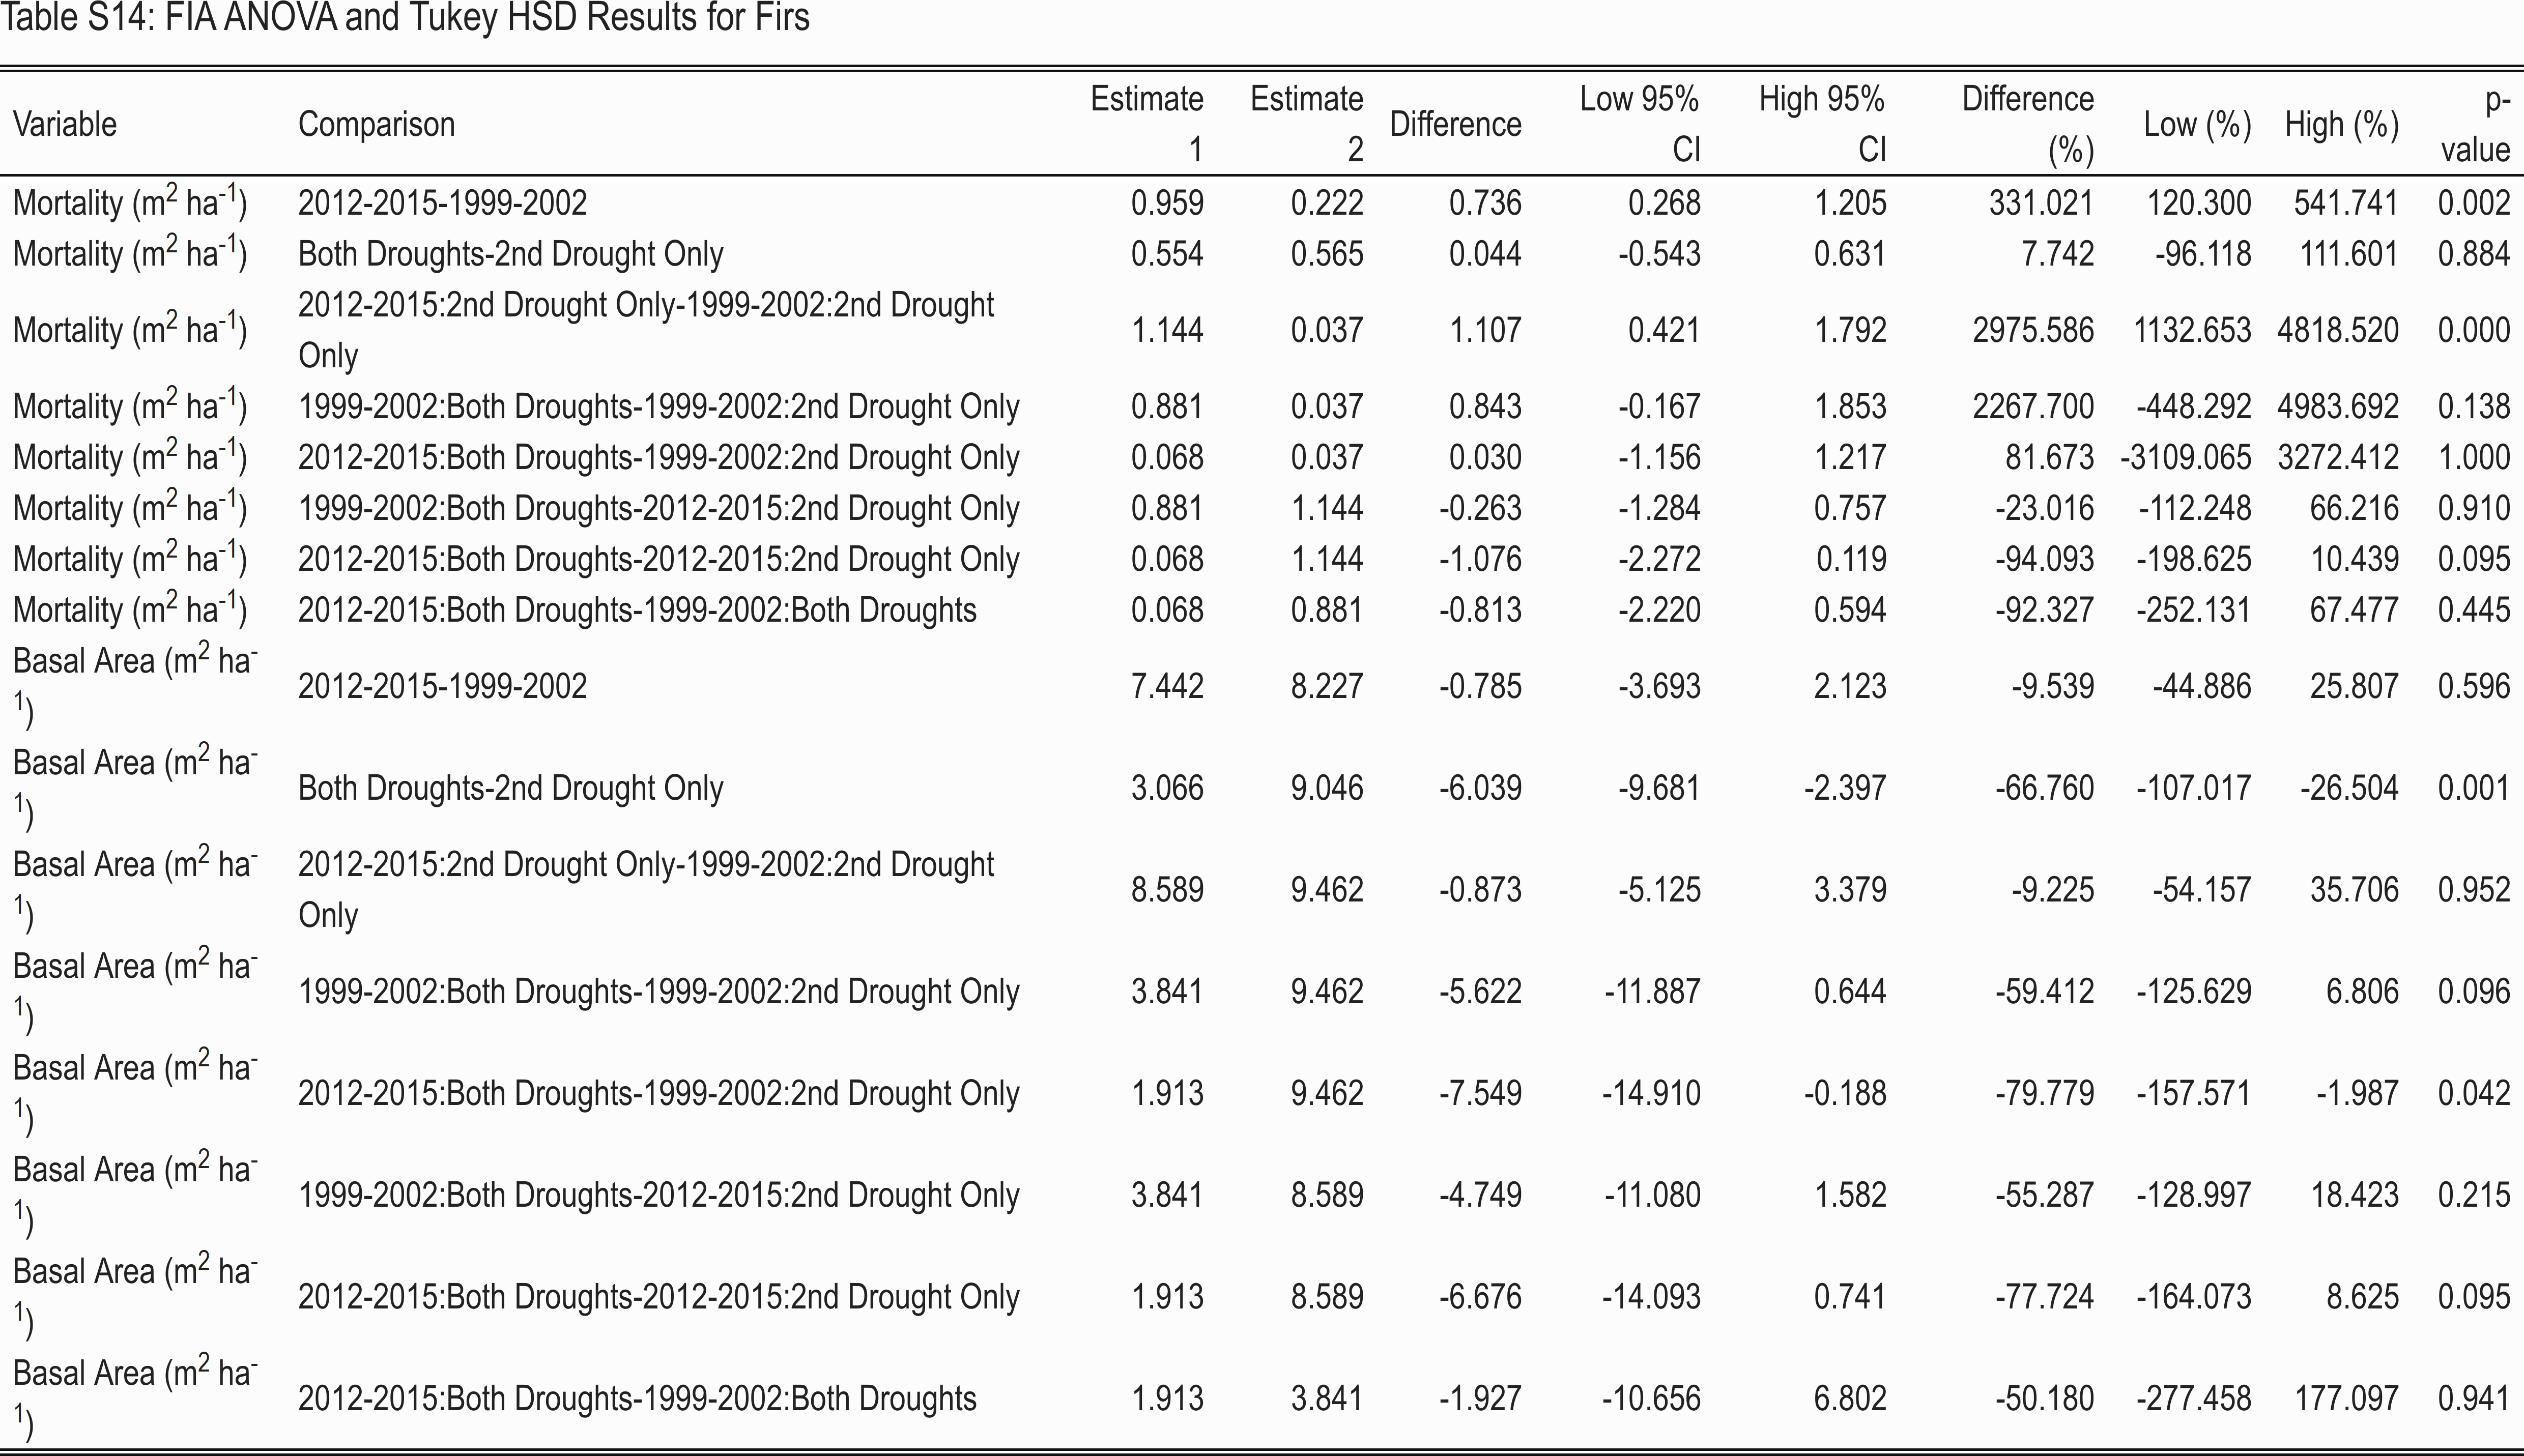 Table S14: FIA ANOVA and Tukey HSD Results for Firs
Variable Comparison Estimate 1 Estimate 2 Difference Low 95% CI High 95% CI Difference (%) Low (%) High (%) p-value
Mortality (m² ha⁻¹) 2012-2015-1999-2002 0.959 0.222 0.736 0.268 1.205 331.021 120.300 541.741 0.002
Mortality (m² ha⁻¹) Both Droughts-2nd Drought Only 0.554 0.565 0.044 -0.543 0.631 7.742 -96.118 111.601 0.884
Mortality (m² ha⁻¹) 2012-2015:2nd Drought Only-1999-2002:2nd Drought Only 1.144 0.037 1.107 0.421 1.792 2975.586 1132.653 4818.520 0.000
Mortality (m² ha⁻¹) 1999-2002:Both Droughts-1999-2002:2nd Drought Only 0.881 0.037 0.843 -0.167 1.853 2267.700 -448.292 4983.692 0.138
Mortality (m² ha⁻¹) 2012-2015:Both Droughts-1999-2002:2nd Drought Only 0.068 0.037 0.030 -1.156 1.217 81.673 -3109.065 3272.412 1.000
Mortality (m² ha⁻¹) 1999-2002:Both Droughts-2012-2015:2nd Drought Only 0.881 1.144 -0.263 -1.284 0.757 -23.016 -112.248 66.216 0.910
Mortality (m² ha⁻¹) 2012-2015:Both Droughts-2012-2015:2nd Drought Only 0.068 1.144 -1.076 -2.272 0.119 -94.093 -198.625 10.439 0.095
Mortality (m² ha⁻¹) 2012-2015:Both Droughts-1999-2002:Both Droughts 0.068 0.881 -0.813 -2.220 0.594 -92.327 -252.131 67.477 0.445
Basal Area (m² ha⁻¹) 2012-2015-1999-2002 7.442 8.227 -0.785 -3.693 2.123 -9.539 -44.886 25.807 0.596
Basal Area (m² ha⁻¹) Both Droughts-2nd Drought Only 3.066 9.046 -6.039 -9.681 -2.397 -66.760 -107.017 -26.504 0.001
Basal Area (m² ha⁻¹) 2012-2015:2nd Drought Only-1999-2002:2nd Drought Only 8.589 9.462 -0.873 -5.125 3.379 -9.225 -54.157 35.706 0.952
Basal Area (m² ha⁻¹) 1999-2002:Both Droughts-1999-2002:2nd Drought Only 3.841 9.462 -5.622 -11.887 0.644 -59.412 -125.629 6.806 0.096
Basal Area (m² ha⁻¹) 2012-2015:Both Droughts-1999-2002:2nd Drought Only 1.913 9.462 -7.549 -14.910 -0.188 -79.779 -157.571 -1.987 0.042
Basal Area (m² ha⁻¹) 1999-2002:Both Droughts-2012-2015:2nd Drought Only 3.841 8.589 -4.749 -11.080 1.582 -55.287 -128.997 18.423 0.215
Basal Area (m² ha⁻¹) 2012-2015:Both Droughts-2012-2015:2nd Drought Only 1.913 8.589 -6.676 -14.093 0.741 -77.724 -164.073 8.625 0.095
Basal Area (m² ha⁻¹) 2012-2015:Both Droughts-1999-2002:Both Droughts 1.913 3.841 -1.927 -10.656 6.802 -50.180 -277.458 177.097 0.941